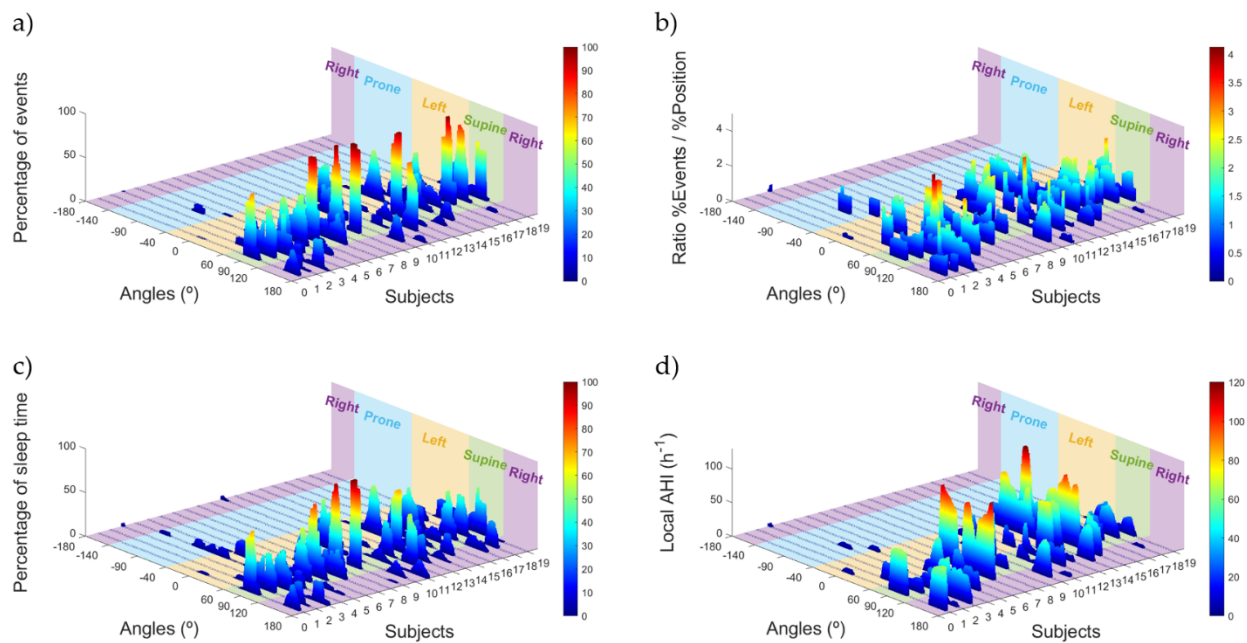 a)
Percentage of events
100
50
0
-180
-140
-90
-40
0
60
90
120
180
Angles (º)
0 1 2 3 4 5 6 7 8 9 10 11 12 13 14 15 16 17 18 19
Subjects
Right
Prone
Left
Supine
Right
100
90
80
70
60
50
40
30
20
10
0
b)
Ratio %Events / %Position
4
2
0
-180
-140
-90
-40
0
60
90
120
180
Angles (º)
0 1 2 3 4 5 6 7 8 9 10 11 12 13 14 15 16 17 18 19
Subjects
Right
Prone
Left
Supine
Right
4
3.5
3
2.5
2
1.5
1
0.5
0
c)
Percentage of sleep time
100
50
0
-180
-140
-90
-40
0
60
90
120
180
Angles (º)
0 1 2 3 4 5 6 7 8 9 10 11 12 13 14 15 16 17 18 19
Subjects
Right
Prone
Left
Supine
Right
100
90
80
70
60
50
40
30
20
10
0
d)
Local AHI (h⁻¹)
100
50
0
-180
-140
-90
-40
0
60
90
120
180
Angles (º)
0 1 2 3 4 5 6 7 8 9 10 11 12 13 14 15 16 17 18 19
Subjects
Right
Prone
Left
Supine
Right
120
100
80
60
40
20
0